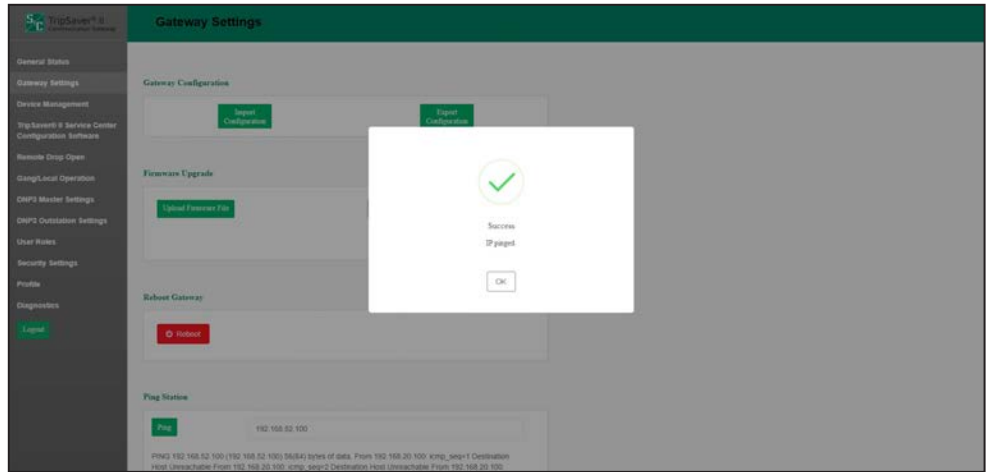 TripSaver® II
Communication Gateway
Gateway Settings
General Status
Gateway Settings
Device Management
TripSaver® II Service Center
Configuration Software
Remote Drop Open
Gang/Local Operation
DNP3 Master Settings
DNP3 Outstation Settings
User Roles
Security Settings
Profile
Diagnostics
Logout
Gateway Configuration
Import
Configuration
Export
Configuration
Firmware Upgrade
Upload Firmware File
Success
IP pinged
OK
Reboot Gateway
Reboot
Ping Station
Ping
192.168.52.100
PING 192.168.52.100 (192.168.52.100) 56(84) bytes of data. From 192.168.20.100: icmp_seq=1 Destination
Host Unreachable From 192.168.20.100: icmp_seq=2 Destination Host Unreachable From 192.168.20.100: